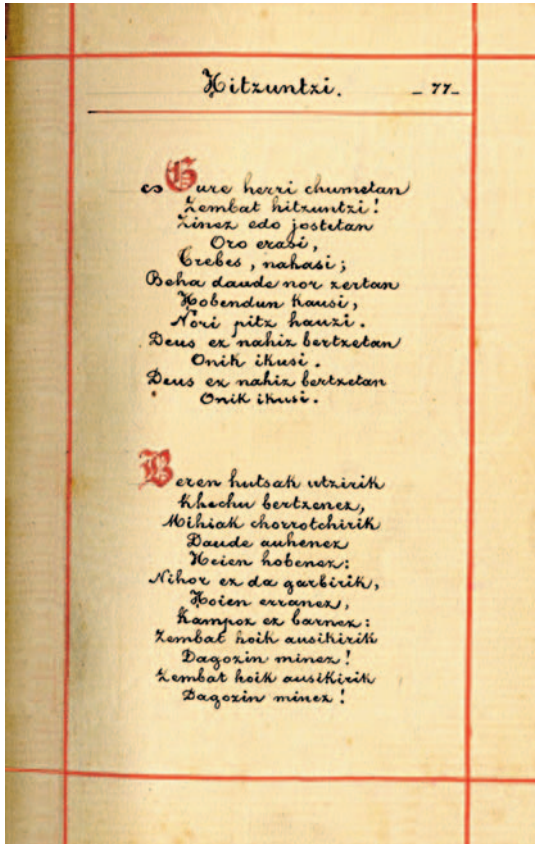 Hitzuntzi. - 77 -
Gure herri chumetan
Zembat hitzuntzi!
Zinez edo jostetan
Oro erasi,
Trebes, nahasi;
Beha daude nor zertan
Hobendun kausi,
Nori pitz hauzi.
Deus ez nahiz bertzetan
Onik ikusi.
Deus ez nahiz bertzetan
Onik ikusi.
Beren hutsak utzirik
Khechu bertzenez,
Mihiak chorrotchirik
Daude auhenez
Heien hobenez:
Nihor ez da garbirik,
Hoien erranez,
Kampoz ez barnez:
Zembat hoik ausikirik
Dagozin minez!
Zembat hoik ausikirik
Dagozin minez!